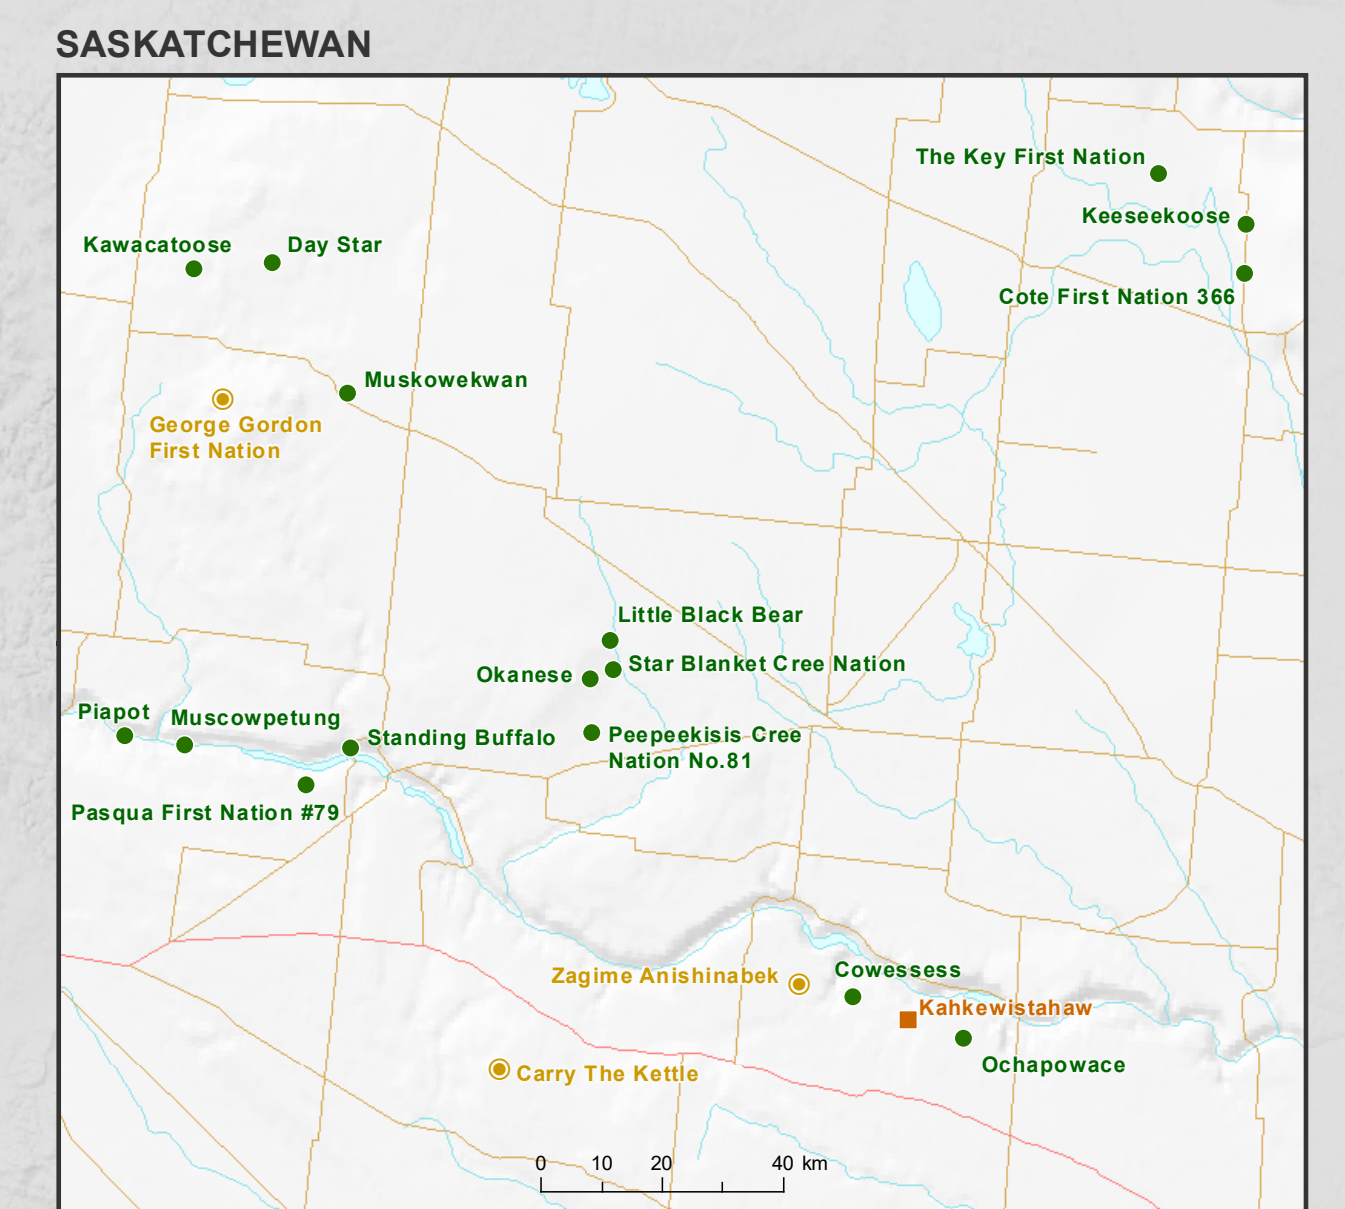 SASKATCHEWAN
The Key First Nation
Keeseekoose
Kawacatoose
Day Star
Cote First Nation 366
Muskowekwan
George Gordon
First Nation
Little Black Bear
Star Blanket Cree Nation
Okanese
Piapot
Muscowpetung
Standing Buffalo
Peepeekisis Cree
Nation No.81
Pasqua First Nation #79
Cowessess
Zagime Anishinabek
Kahkewistahaw
Ochapowace
Carry The Kettle
0 10 20 40 km